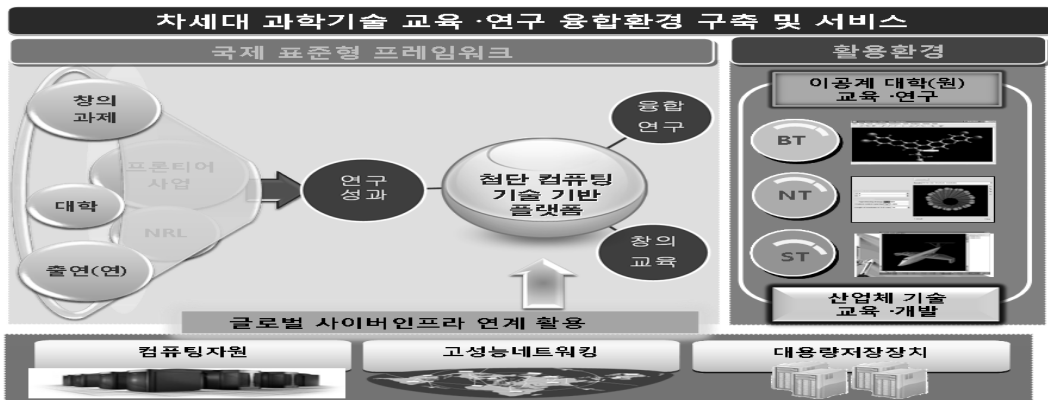 차세대 과학기술 교육 ·연구 융합환경 구축 및 서비스
국제 표준형 프레임워크
활용환경
창의
과제
프론티어
사업
대학
NRL
출연(연)
연구
성과
첨단 컴퓨팅
기술 기반
플랫폼
융합
연구
창의
교육
글로벌 사이버인프라 연계 활용
이공계 대학(원)
교육 ·연구
BT
NT
ST
산업체 기술
교육 ·개발
컴퓨팅자원
고성능네트워킹
대용량저장장치